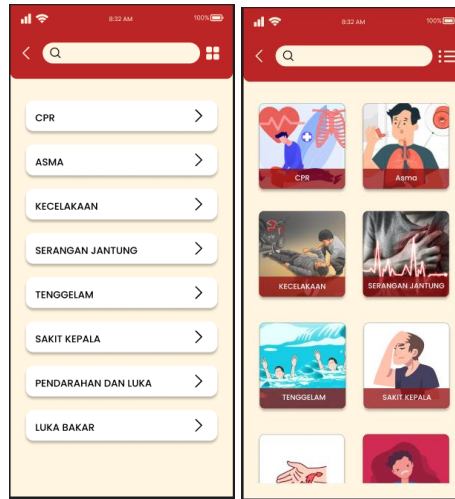 8:32 AM
100%
CPR
ASMA
KECELAKAAN
SERANGAN JANTUNG
TENGGELAM
SAKIT KEPALA
PENDARAHAN DAN LUKA
LUKA BAKAR
8:32 AM
100%
CPR
Asma
KECELAKAAN
SERANGAN JANTUNG
TENGGELAM
SAKIT KEPALA